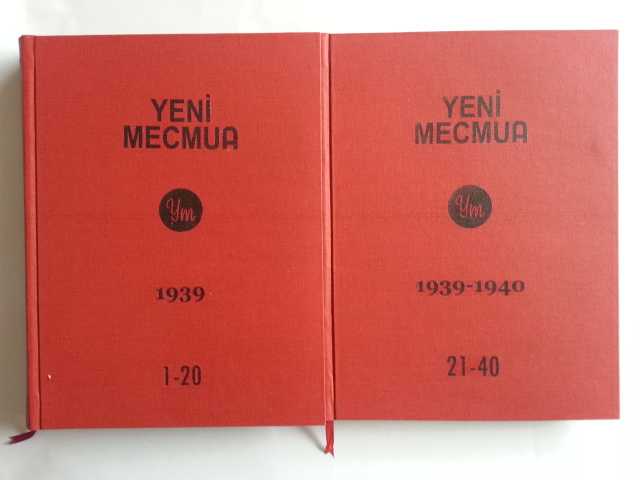 YENİ
MECMUA
Ym
1939
1-20
YENİ
MECMUA
Ym
1939-1940
21-40